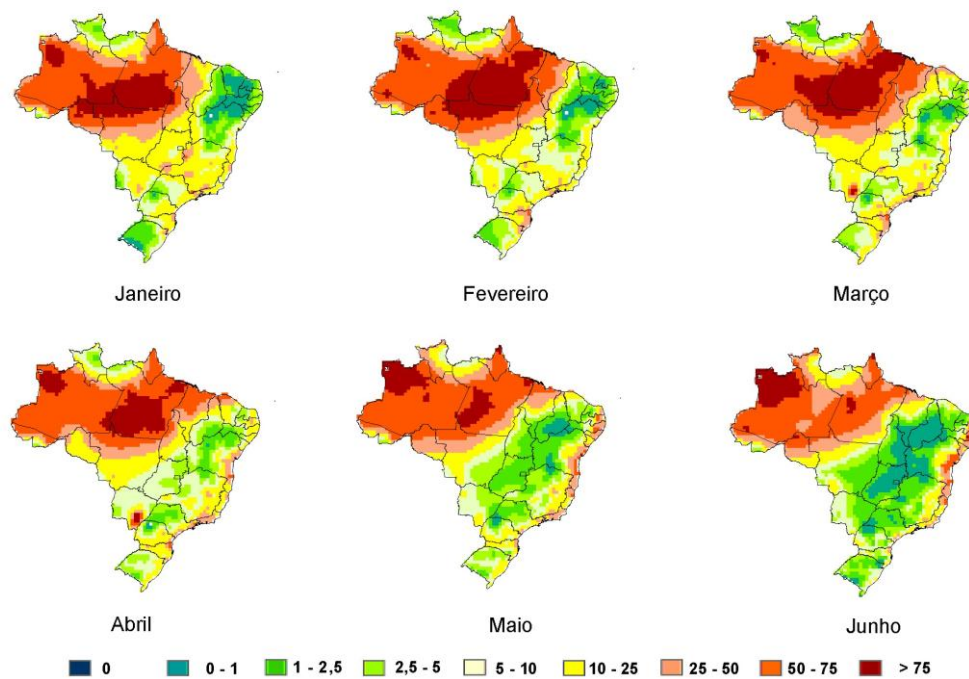 Janeiro Fevereiro Março
Abril Maio Junho
0 0 - 1 1 - 2,5 2,5 - 5 5 - 10 10 - 25 25 - 50 50 - 75 > 75